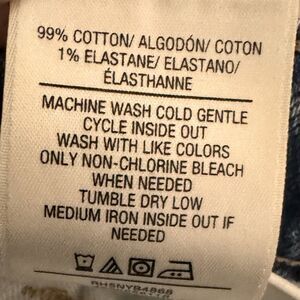 99% COTTON/ ALGODÓN/ COTON
1% ELASTANE/ ELASTANO/
ÉLASTHANNE
MACHINE WASH COLD GENTLE
CYCLE INSIDE OUT
WASH WITH LIKE COLORS
ONLY NON-CHLORINE BLEACH
WHEN NEEDED
TUMBLE DRY LOW
MEDIUM IRON INSIDE OUT IF
NEEDED